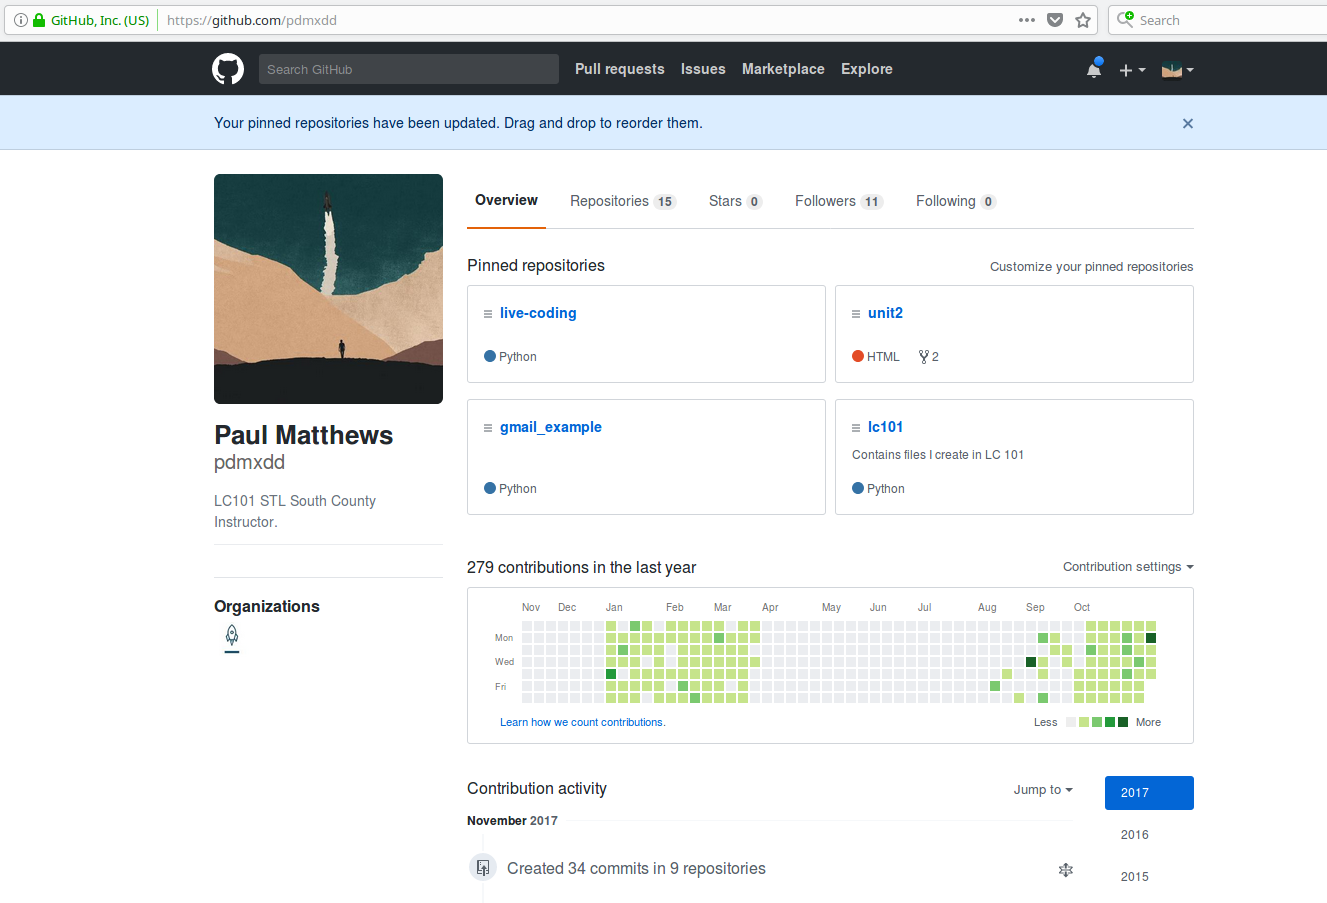 GitHub, Inc. (US) https://github.com/pdmxdd Search
Search GitHub Pull requests Issues Marketplace Explore
Your pinned repositories have been updated. Drag and drop to reorder them.
Overview Repositories 15 Stars 0 Followers 11 Following 0
Pinned repositories Customize your pinned repositories
live-coding
Python
unit2
HTML 2
gmail_example
Python
lc101
Contains files I create in LC 101
Python
Paul Matthews
pdmxdd
LC101 STL South County
Instructor.
Organizations
279 contributions in the last year Contribution settings
Nov Dec Jan Feb Mar Apr May Jun Jul Aug Sep Oct
Mon
Wed
Fri
Learn how we count contributions. Less More
Contribution activity Jump to
2017
2016
2015
November 2017
Created 34 commits in 9 repositories